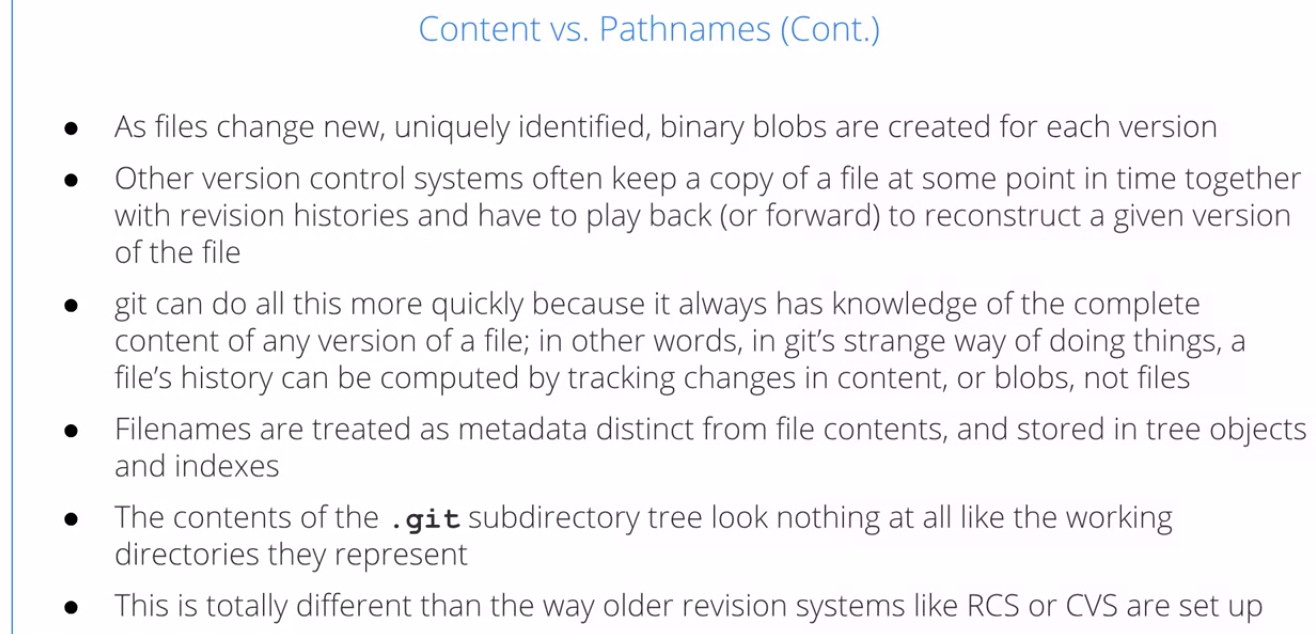 Content vs. Pathnames (Cont.)
● As files change new, uniquely identified, binary blobs are created for each version
● Other version control systems often keep a copy of a file at some point in time together
with revision histories and have to play back (or forward) to reconstruct a given version
of the file
● git can do all this more quickly because it always has knowledge of the complete
content of any version of a file; in other words, in git’s strange way of doing things, a
file’s history can be computed by tracking changes in content, or blobs, not files
● Filenames are treated as metadata distinct from file contents, and stored in tree objects
and indexes
● The contents of the .git subdirectory tree look nothing at all like the working
directories they represent
● This is totally different than the way older revision systems like RCS or CVS are set up